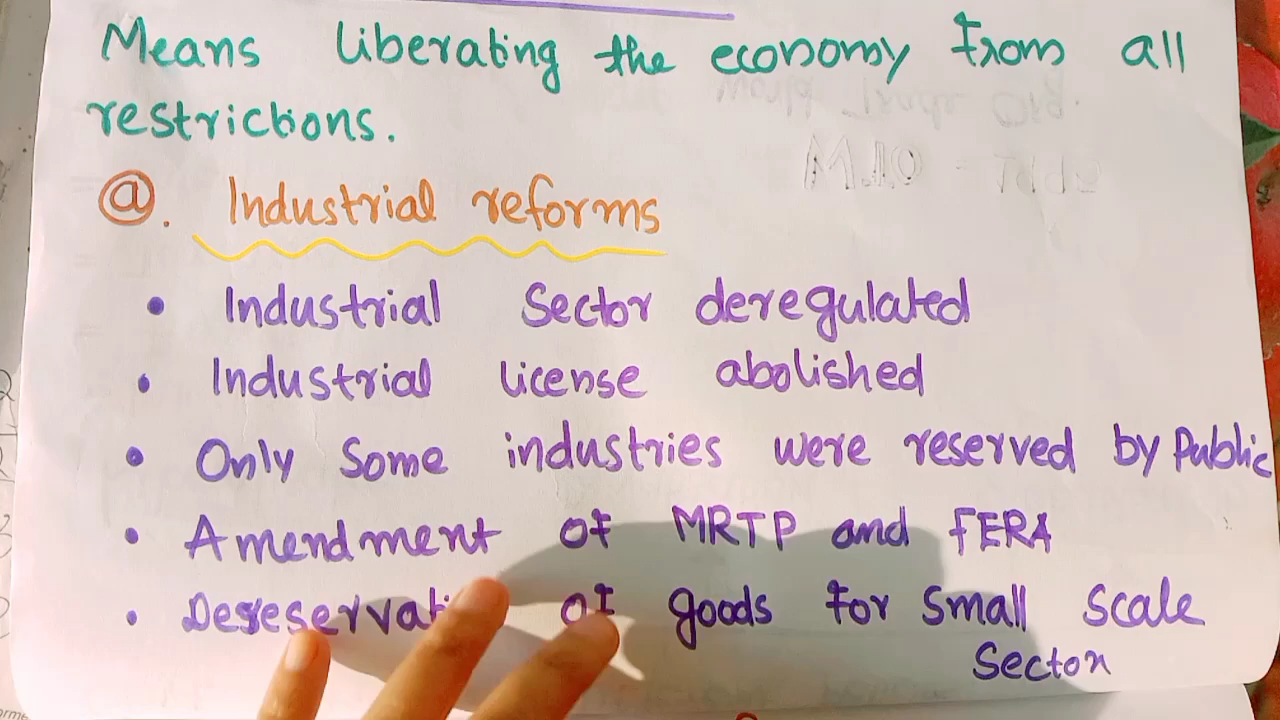 Means liberating the economy from all
restrictions.
@. Industrial reforms
• Industrial Sector deregulated
• Industrial license abolished
• Only Some industries were reserved by Public
• Amendment of MRTP and FERA
• of goods for Small Scale
Sector